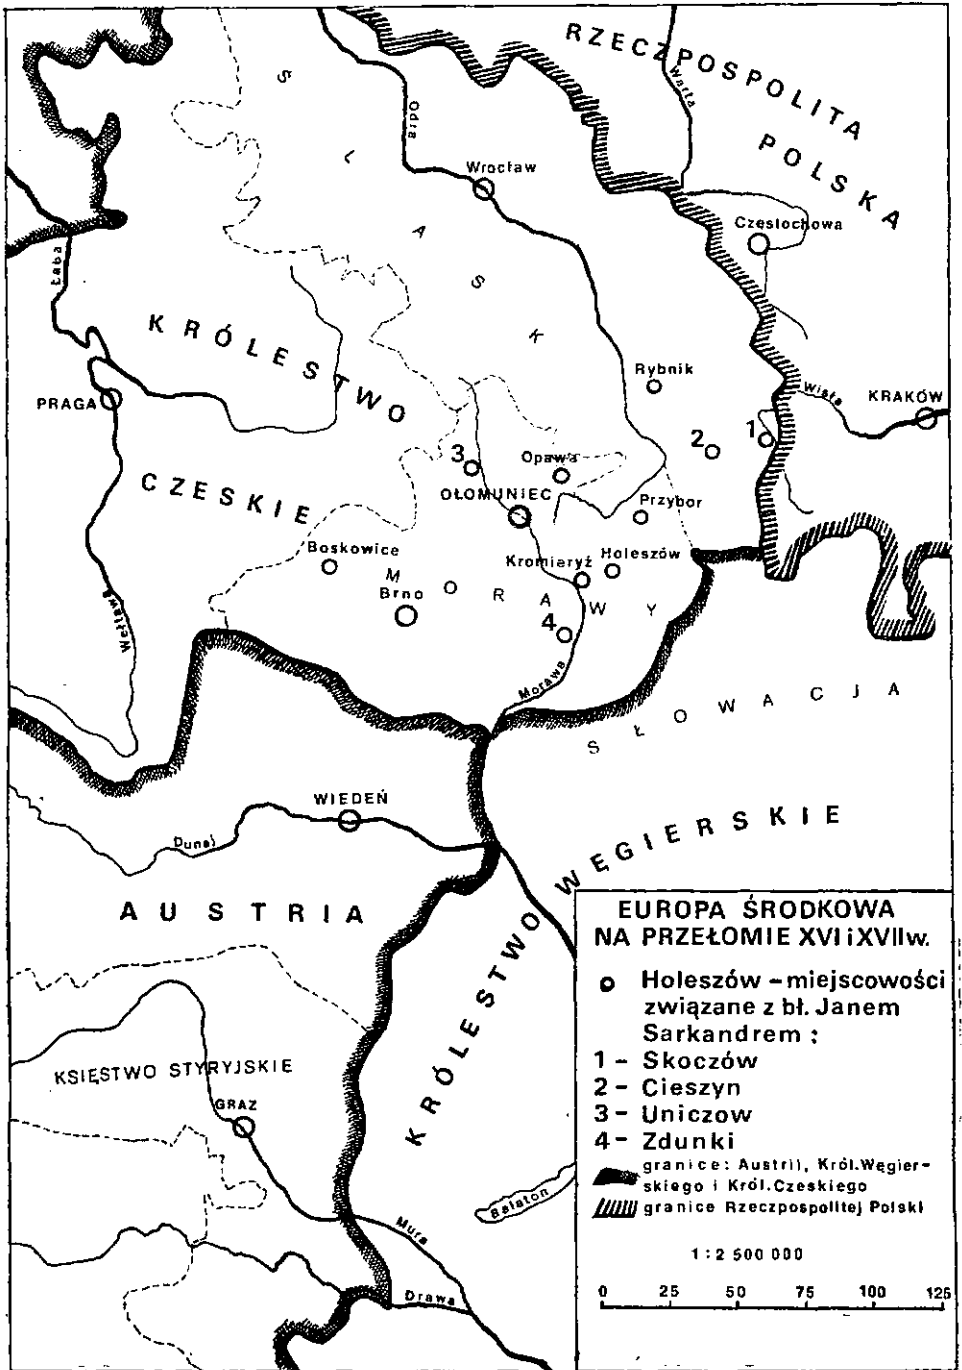 RZECZPOSPOLITA
POLSKA
Warta
Odra
ŚLĄSK
Wrocław
Częstochowa
Łaba
KRÓLESTWO
CZESKIE
PRAGA
Rybnik
Wisła
KRAKÓW
1
2
3
Opawa
OŁOMUNIEC
Przybor
Boskowice
MORAWY
Brno
Kromiaryż
Holeszów
4
Wełtawa
Morawa
SŁOWACJA
WIEDEŃ
Dunaj
AUSTRIA
KRÓLESTWO WĘGIERSKIE
KSIĘSTWO STYRYJSKIE
GRAZ
Balaton
Mura
Drawa
EUROPA ŚRODKOWA
NA PRZEŁOMIE XVI i XVII w.
Holeszów – miejscowości
związane z bł. Janem
Sarkandrem :
1 – Skoczów
2 – Cieszyn
3 – Uniczow
4 – Zdunki
granice: Austrii, Król.Węgier-
skiego i Król.Czeskiego
granice Rzeczpospolitej Polski
1:2 500 000
0 25 50 75 100 125